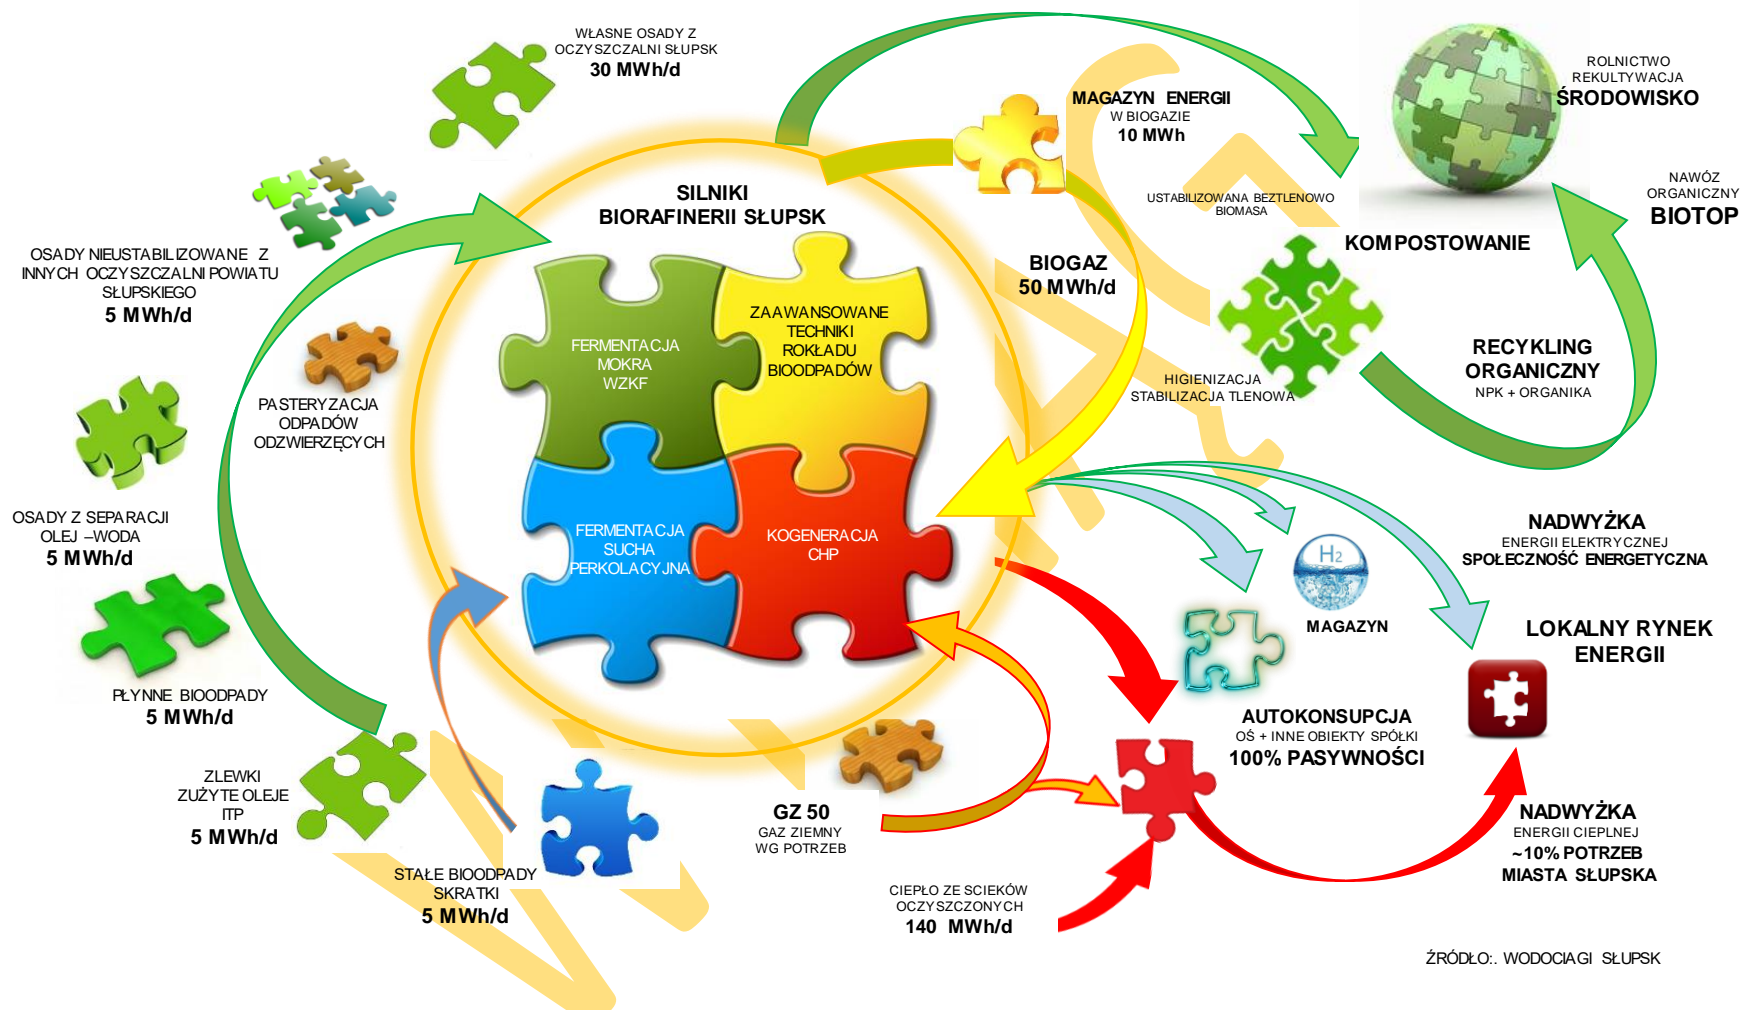 WŁASNE OSADY Z
OCZYSZCZALNI SŁUPSK
30 MWh/d
OSADY NIEUSTABILIZOWANE Z
INNYCH OCZYSZCZALNI POWIATU
SŁUPSKIEGO
5 MWh/d
PASTERYZACJA
ODPADÓW
ODZWIERZĘCYCH
OSADY Z SEPARACJI
OLEJ –WODA
5 MWh/d
PŁYNNE BIOODPADY
5 MWh/d
ZLEWKI
ZUŻYTE OLEJE
ITP
5 MWh/d
STAŁE BIOODPADY
SKRATKI
5 MWh/d
SILNIKI
BIORAFINERII SŁUPSK
FERMENTACJA
MOKRA
WZKF
ZAAWANSOWANE
TECHNIKI
ROKŁADU
BIOODPADÓW
FERMENTACJA
SUCHA
PERKOLACYJNA
KOGENERACJA
CHP
MAGAZYN ENERGII
W BIOGAZIE
10 MWh
BIOGAZ
50 MWh/d
USTABILIZOWANA BEZTLENOWO
BIOMASA
KOMPOSTOWANIE
HIGIENIZACJA
STABILIZACJA TLENOWA
RECYKLING
ORGANICZNY
NPK + ORGANIKA
ROLNICTWO
REKULTYWACJA
ŚRODOWISKO
NAWÓZ
ORGANICZNY
BIOTOP
NADWYŻKA
ENERGII ELEKTRYCZNEJ
SPOŁECZNOŚĆ ENERGETYCZNA
H2
MAGAZYN
LOKALNY RYNEK
ENERGII
AUTOKONSUPCJA
OŚ + INNE OBIEKTY SPÓŁKI
100% PASYWNOŚCI
GZ 50
GAZ ZIEMNY
WG POTRZEB
CIEPŁO ZE SCIEKÓW
OCZYSZCZONYCH
140 MWh/d
NADWYŻKA
ENERGII CIEPLNEJ
~10% POTRZEB
MIASTA SŁUPSKA
ŹRÓDŁO:. WODOCIAGI SŁUPSK